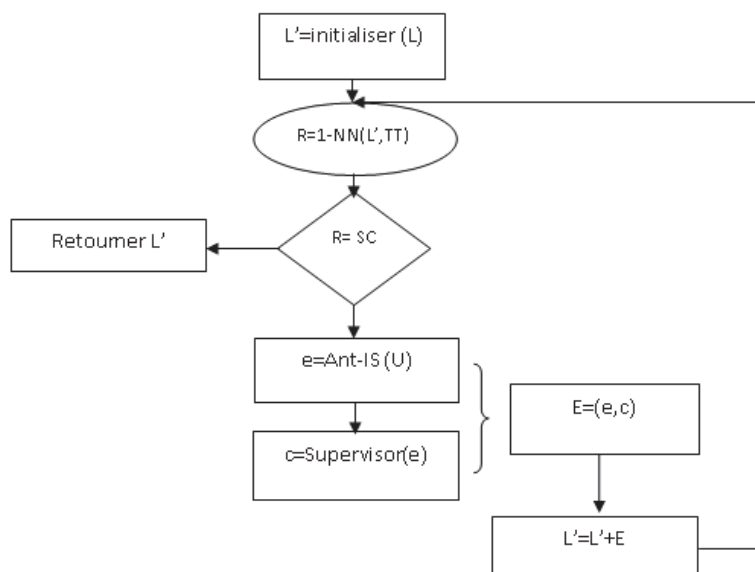 L’=initialiser (L)
R=1-NN(L’,TT)
R= SC
Retourner L’
e=Ant-IS (U)
c=Supervisor(e)
E=(e,c)
L’=L’+E